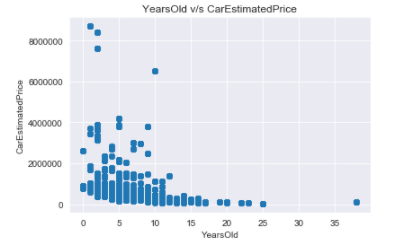 YearsOld v/s CarEstimatedPrice
8000000
6000000
4000000
2000000
0
CarEstimatedPrice
0 5 10 15 20 25 30 35
YearsOld